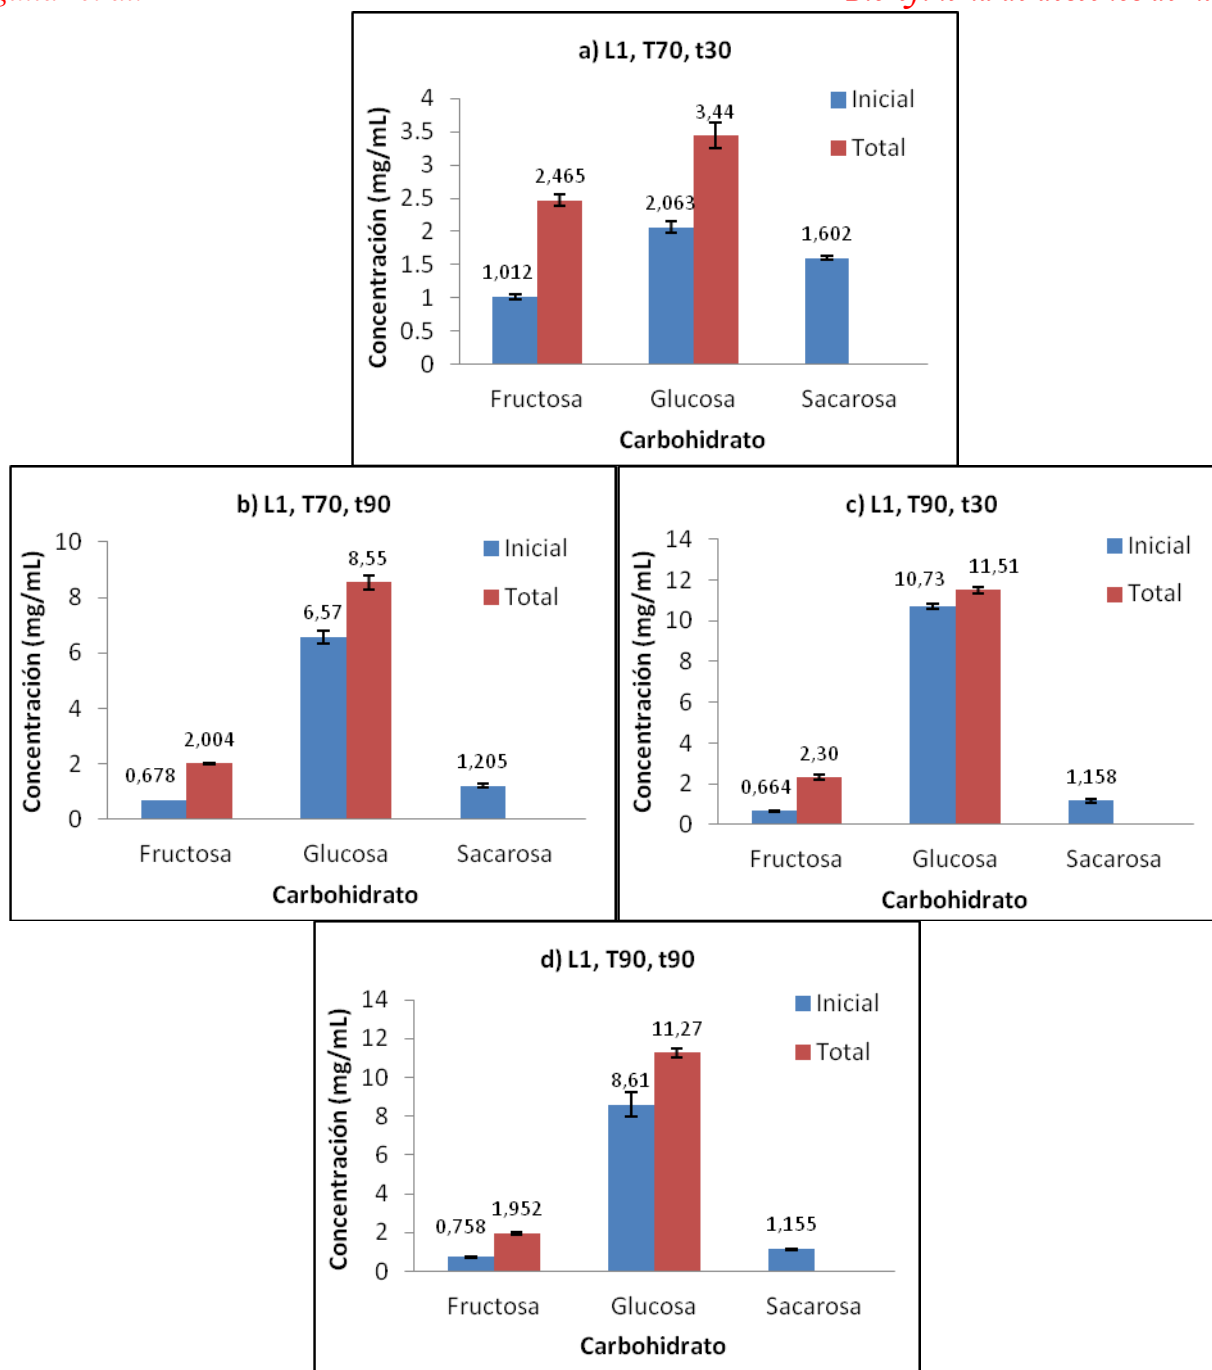 a) L1, T70, t30
Concentración (mg/mL)
4
3.5
3
2.5
2
1.5
1
0.5
0
1,012
2,465
2,063
3,44
1,602
Inicial
Total
Fructosa Glucosa Sacarosa
Carbohidrato
b) L1, T70, t90
Concentración (mg/mL)
10
8
6
4
2
0
0,678
2,004
6,57
8,55
1,205
Inicial
Total
Fructosa Glucosa Sacarosa
Carbohidrato
c) L1, T90, t30
Concentración (mg/mL)
14
12
10
8
6
4
2
0
0,664
2,30
10,73
11,51
1,158
Inicial
Total
Fructosa Glucosa Sacarosa
Carbohidrato
d) L1, T90, t90
Concentración (mg/mL)
14
12
10
8
6
4
2
0
0,758
1,952
8,61
11,27
1,155
Inicial
Total
Fructosa Glucosa Sacarosa
Carbohidrato